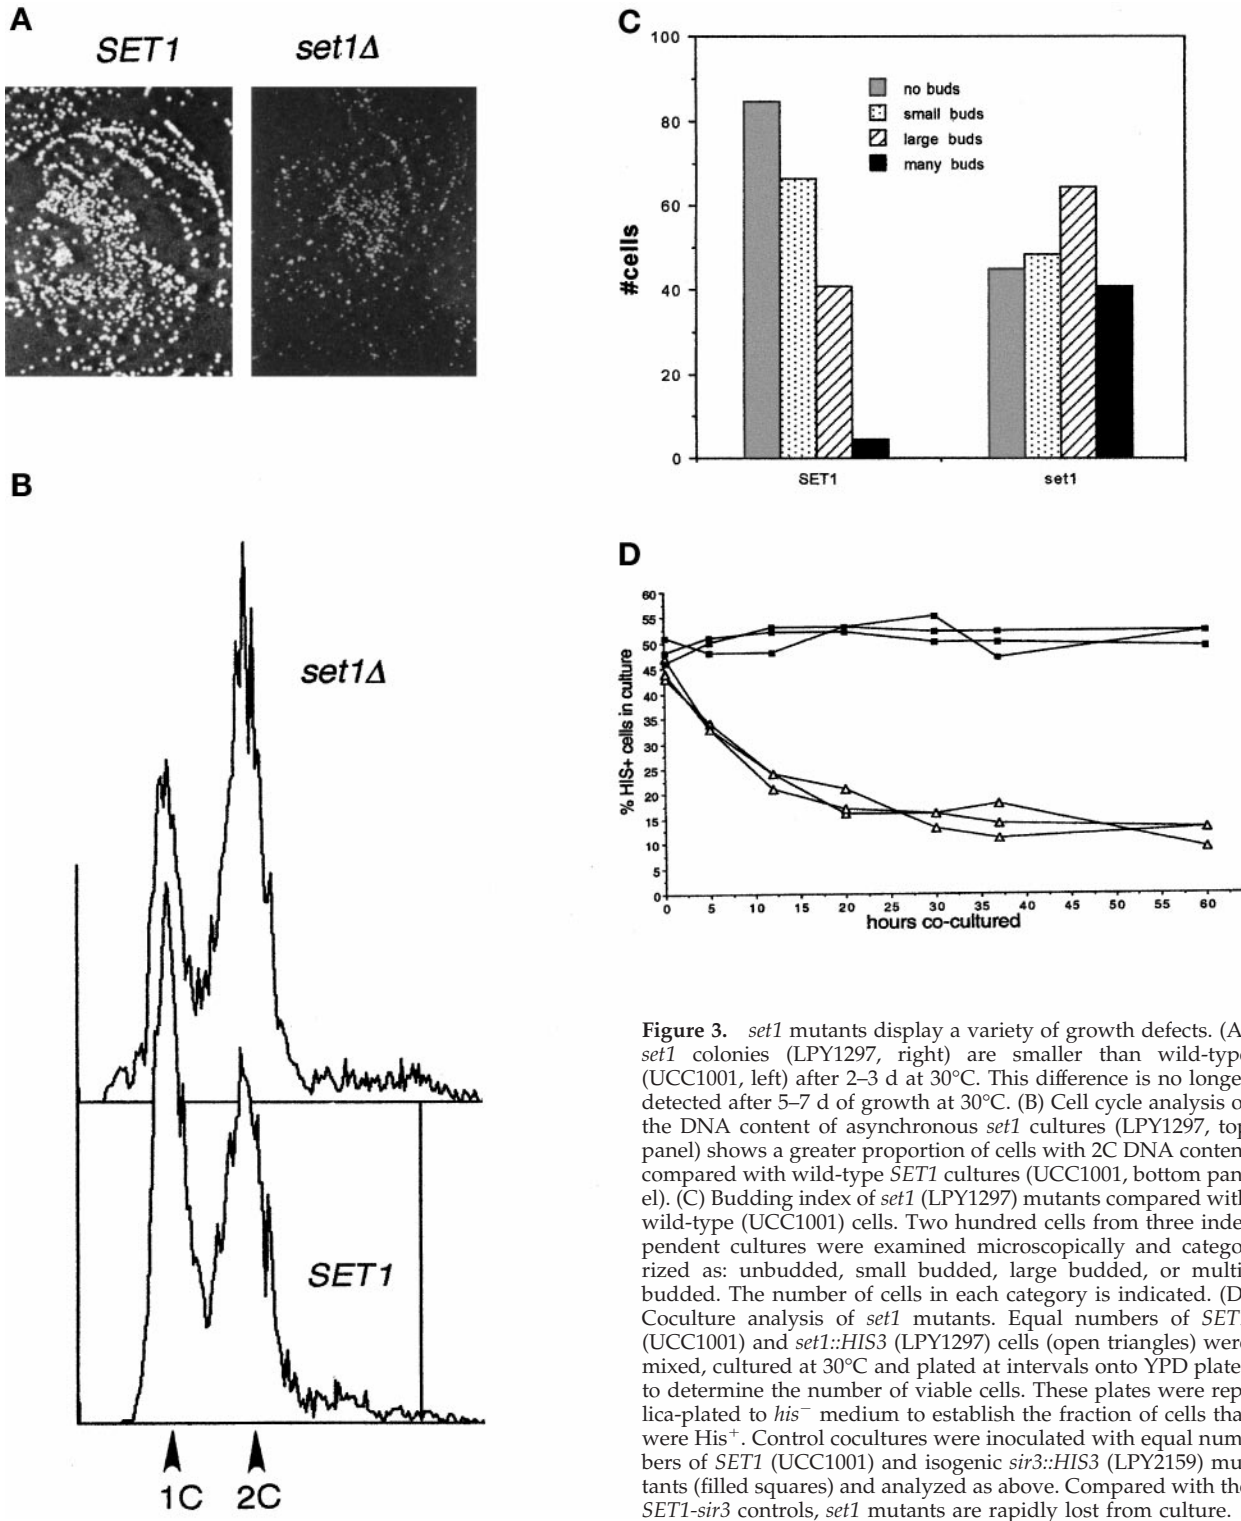 A
SET1
set1Δ
B
set1Δ
SET1
1C
2C
C
100
80
60
40
20
0
#cells
no buds
small buds
large buds
many buds
SET1
set1
D
60
55
50
45
40
35
30
25
20
15
10
5
0
% HIS+ cells in culture
0 5 10 12 20 30 35 40 45 50 55 60
hours co-cultured
Figure 3. set1 mutants display a variety of growth defects. (A
set1 colonies (LPY1297, right) are smaller than wild-type
(UCC1001, left) after 2–3 d at 30°C. This difference is no longe
detected after 5–7 d of growth at 30°C. (B) Cell cycle analysis o
the DNA content of asynchronous set1 cultures (LPY1297, top
panel) shows a greater proportion of cells with 2C DNA conten
compared with wild-type SET1 cultures (UCC1001, bottom pan
el). (C) Budding index of set1 (LPY1297) mutants compared with
wild-type (UCC1001) cells. Two hundred cells from three inde
pendent cultures were examined microscopically and catego
rized as: unbudded, small budded, large budded, or multi
budded. The number of cells in each category is indicated. (D
Coculture analysis of set1 mutants. Equal numbers of SET
(UCC1001) and set1::HIS3 (LPY1297) cells (open triangles) were
mixed, cultured at 30°C and plated at intervals onto YPD plate
to determine the number of viable cells. These plates were rep
lica-plated to his⁻ medium to establish the fraction of cells tha
were His⁺. Control cocultures were inoculated with equal num
bers of SET1 (UCC1001) and isogenic sir3::HIS3 (LPY2159) mu
tants (filled squares) and analyzed as above. Compared with the
SET1-sir3 controls, set1 mutants are rapidly lost from culture.